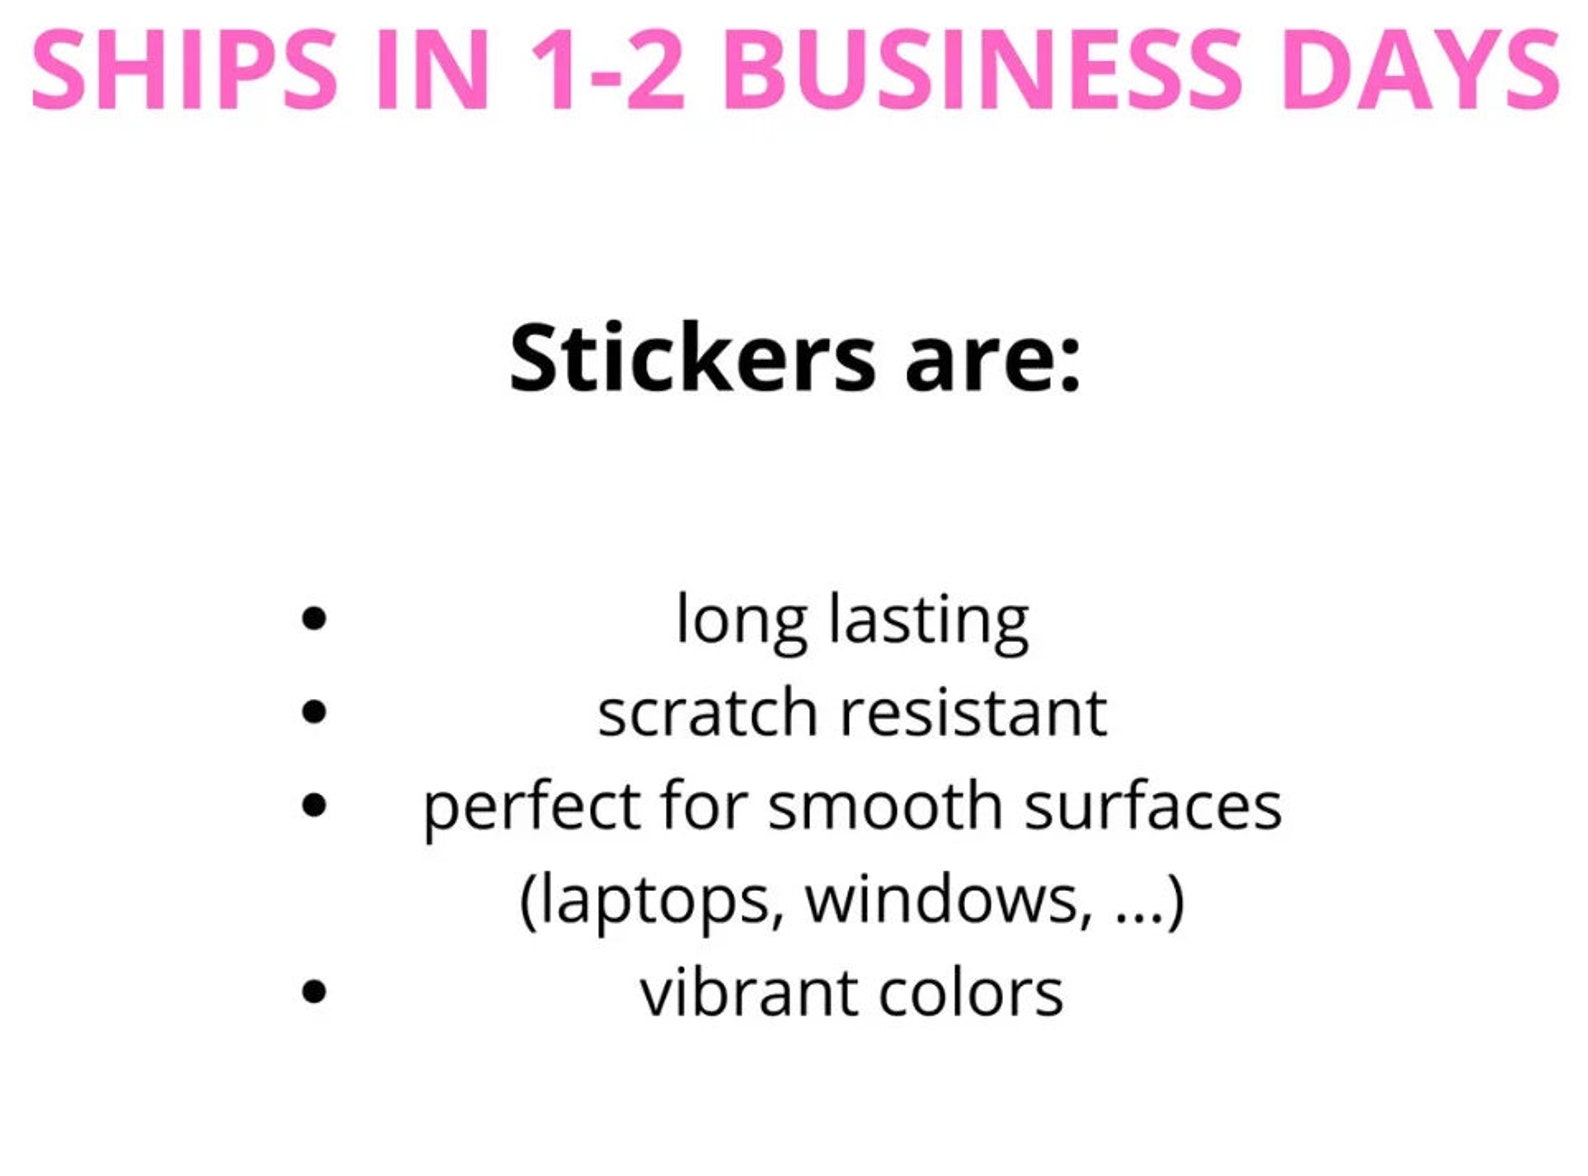 SHIPS IN 1-2 BUSINESS DAYS
Stickers are:
• long lasting
• scratch resistant
• perfect for smooth surfaces
(laptops, windows, ...)
• vibrant colors